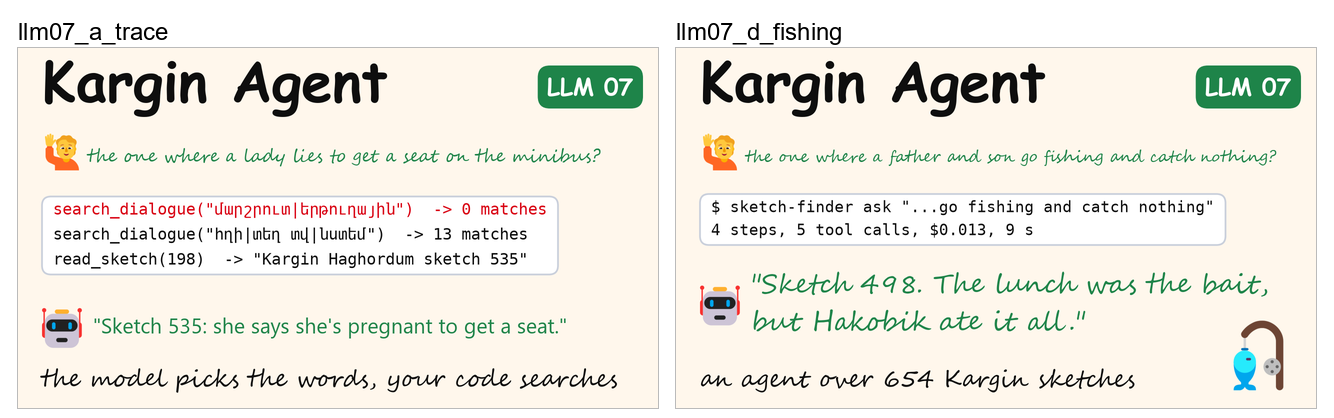 llm07_a_trace
Kargin Agent
LLM 07
the one where a lady lies to get a seat on the minibus?
search_dialogue("մարշրուտ|երթուղային") -> 0 matches
search_dialogue("հղի|տեղ տվ|նստեմ") -> 13 matches
read_sketch(198) -> "Kargin Haghordum sketch 535"
"Sketch 535: she says she's pregnant to get a seat."
the model picks the words, your code searches
llm07_d_fishing
Kargin Agent
LLM 07
the one where a father and son go fishing and catch nothing?
$ sketch-finder ask "...go fishing and catch nothing"
4 steps, 5 tool calls, $0.013, 9 s
"Sketch 498. The lunch was the bait,
but Hakobik ate it all."
an agent over 654 Kargin sketches